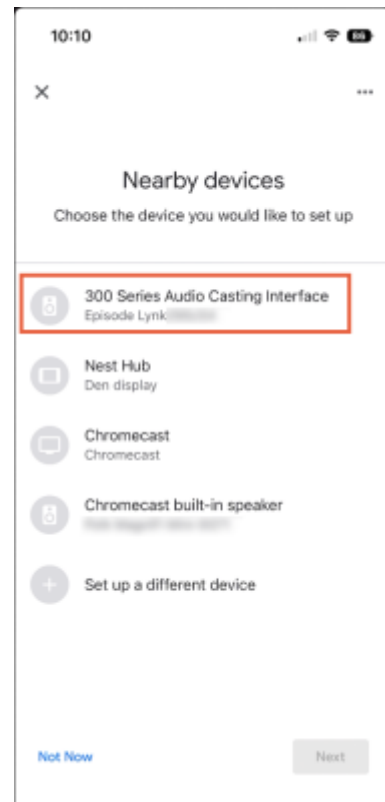 10:10
86
Nearby devices
Choose the device you would like to set up
300 Series Audio Casting Interface
Episode Lynk
Nest Hub
Den display
Chromecast
Chromecast
Chromecast built-in speaker
Set up a different device
Not Now
Next